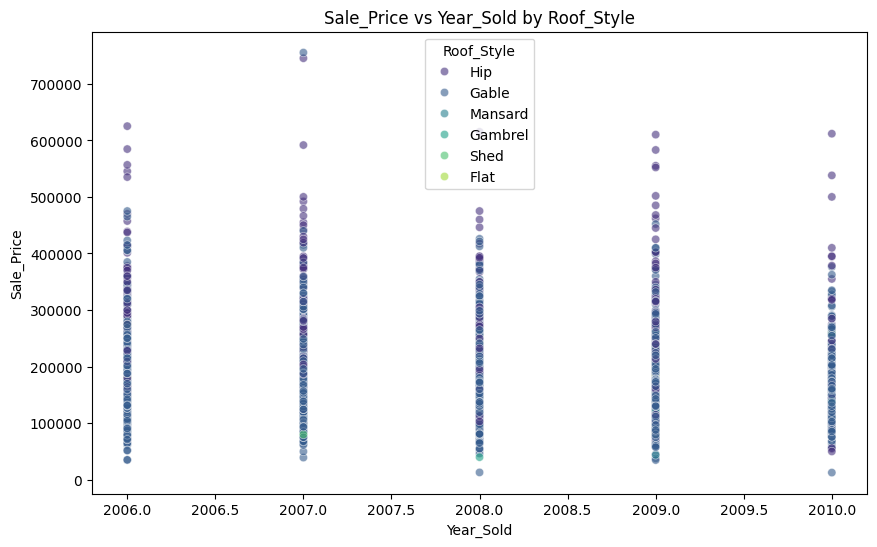 Sale_Price vs Year_Sold by Roof_Style
Roof_Style
Hip
Gable
Mansard
Gambrel
Shed
Flat
Sale_Price
700000
600000
500000
400000
300000
200000
100000
0
2006.0 2006.5 2007.0 2007.5 2008.0 2008.5 2009.0 2009.5 2010.0
Year_Sold